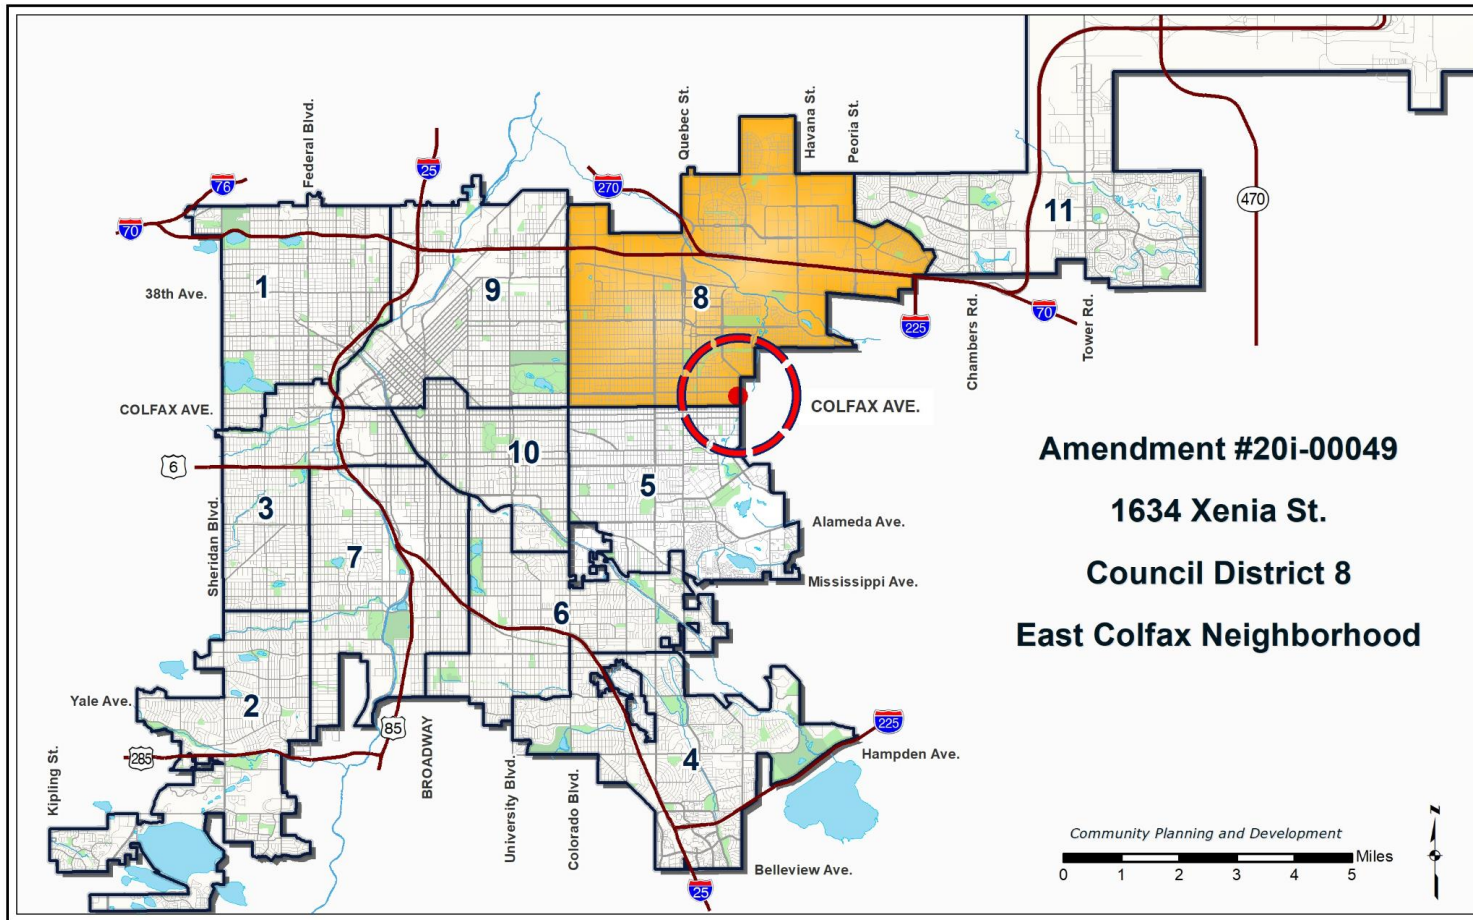 Federal Blvd.
Quebec St.
Havana St.
Peoria St.
76
25
270
70
470
11
1
38th Ave.
9
8
225
70
Chambers Rd.
Tower Rd.
COLFAX AVE.
COLFAX AVE.
10
6
5
3
Sheridan Blvd.
7
Alameda Ave.
Mississippi Ave.
6
Amendment #20i-00049
1634 Xenia St.
Council District 8
East Colfax Neighborhood
Yale Ave.
2
85
285
Kipling St.
BROADWAY
University Blvd.
Colorado Blvd.
4
225
Hampden Ave.
Belleview Ave.
25
Community Planning and Development
Miles
0 1 2 3 4 5
z